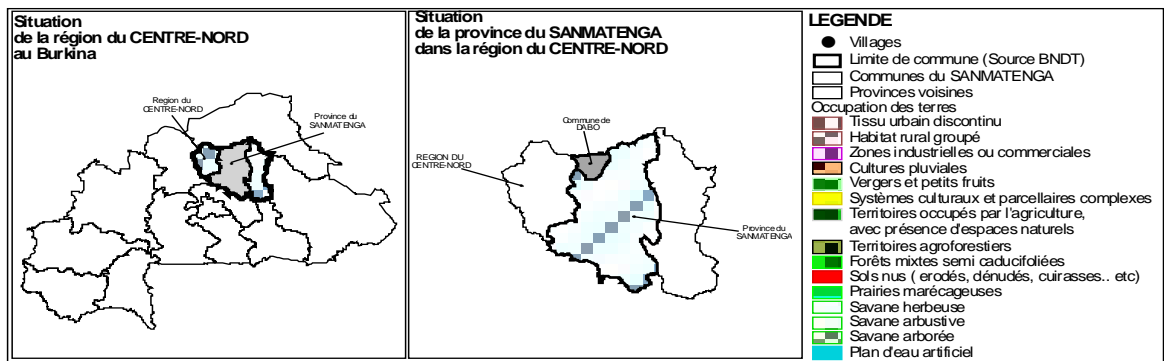 Situation
de la région du CENTRE-NORD
au Burkina
Region du
CENTRE-NORD
Province du
SANMATENGA
Situation
de la province du SANMATENGA
dans la région du CENTRE-NORD
Commune de
DABO
REGION DU
CENTRE-NORD
Province du
SANMATENGA
LEGENDE
Villages
Limite de commune (Source BNDT)
Communes du SANMATENGA
Provinces voisines
Occupation des terres
Tissu urbain discontinu
Habitat rural groupé
Zones industrielles ou commerciales
Cultures pluviales
Vergers et petits fruits
Systèmes culturaux et parcellaires complexes
Territoires occupés par l'agriculture,
avec présence d'espaces naturels
Territoires agroforestiers
Forêts mixtes semi caducifoliées
Sols nus ( erodés, dénudés, cuirasses.. etc)
Prairies marécageuses
Savane herbeuse
Savane arbustive
Savane arborée
Plan d'eau artificiel